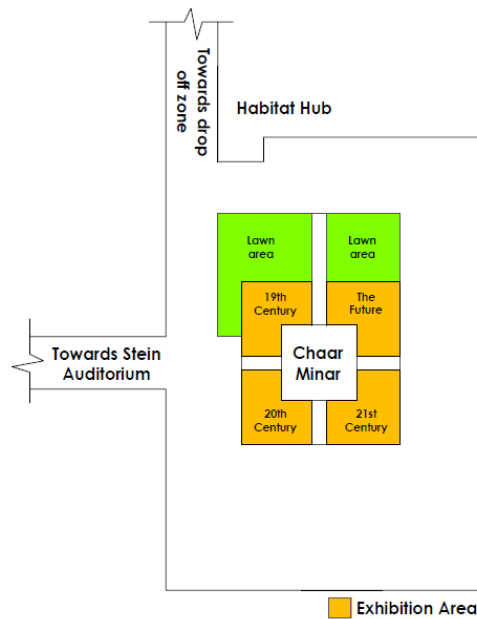 Towards drop
off zone
Habitat Hub
Lawn
area
Lawn
area
19th
Century
The
Future
Towards Stein
Auditorium
Chaar
Minar
20th
Century
21st
Century
Exhibition Area